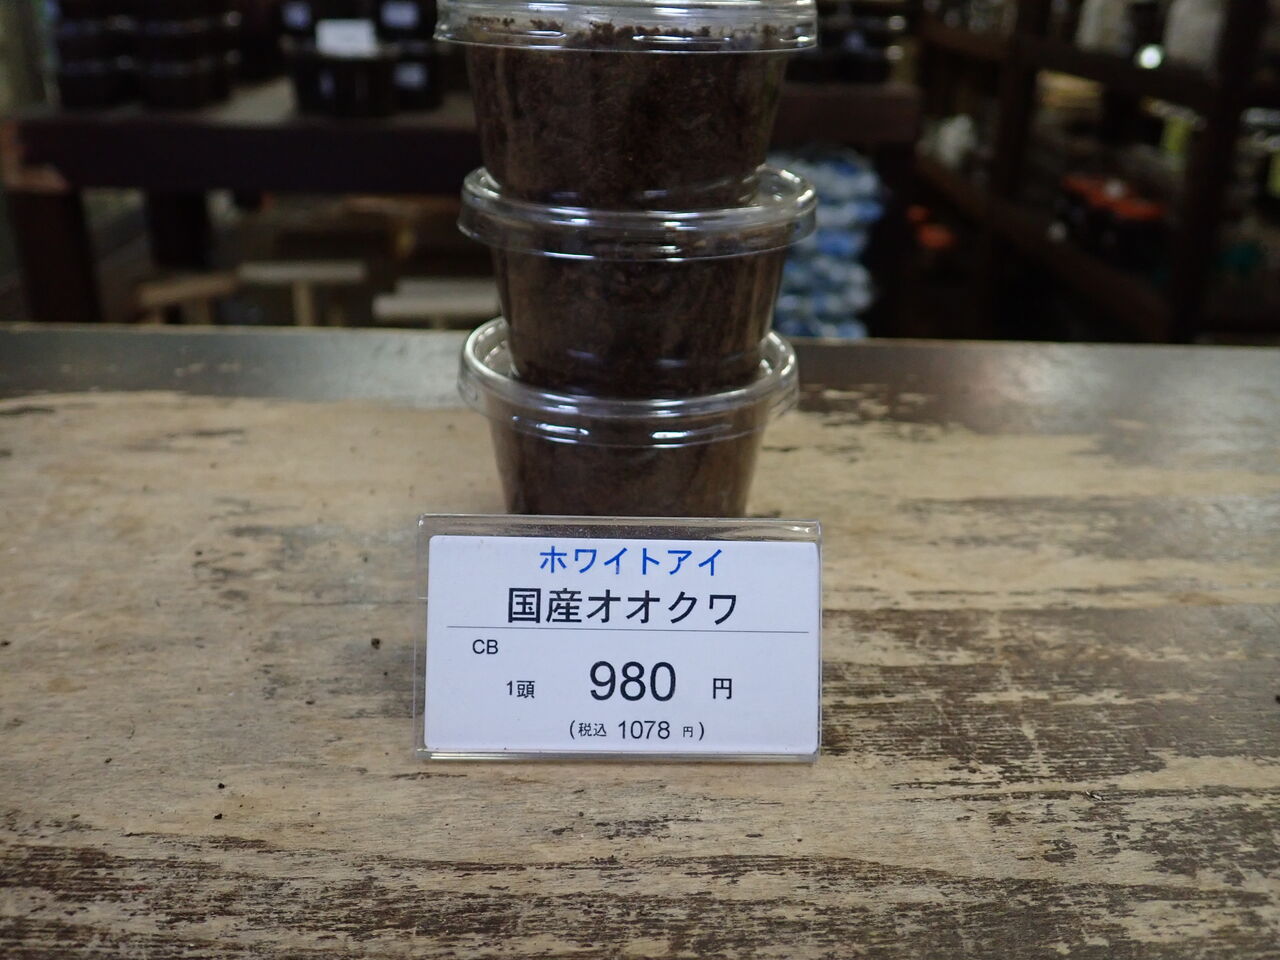 ホワイトアイ
国産オオクワ
CB
1頭 980 円
(税込 1078 円)